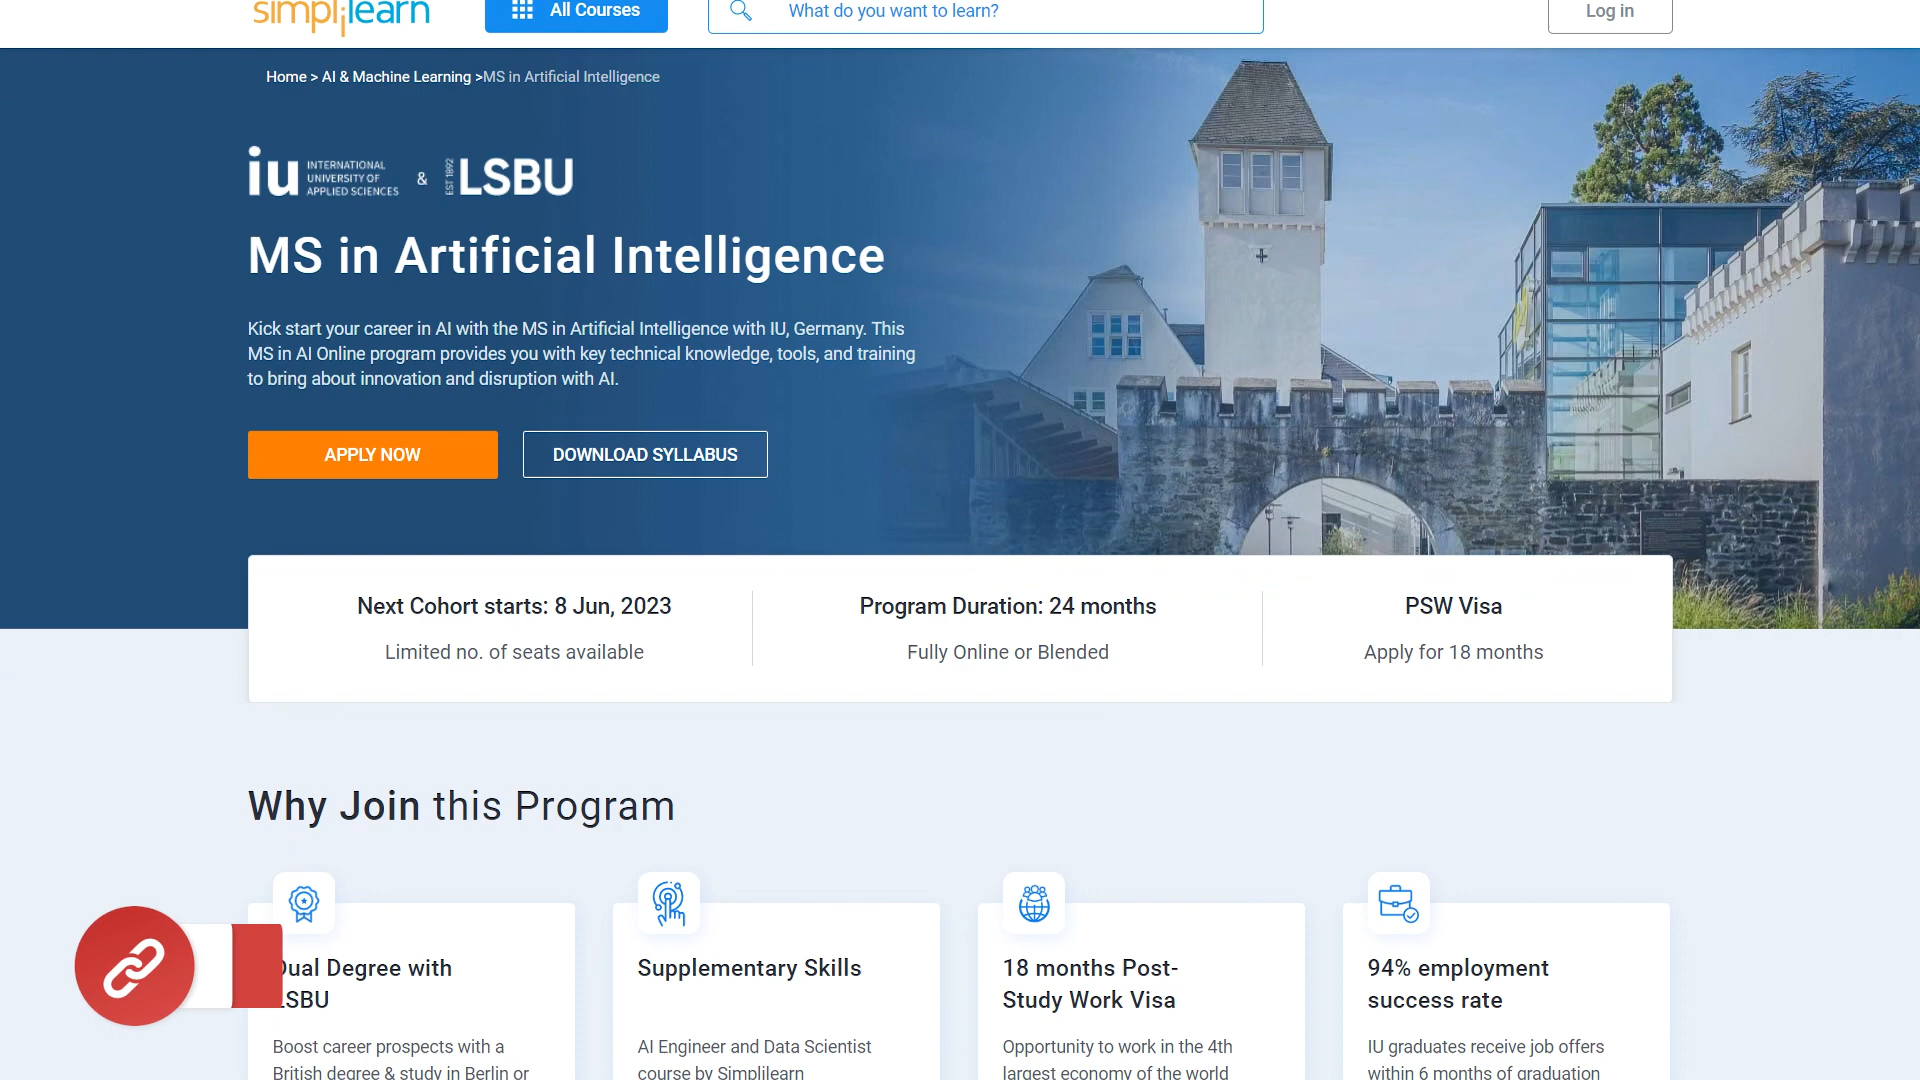 simplilearn
All Courses
What do you want to learn?
Log in
Home > AI & Machine Learning >MS in Artificial Intelligence
iu INTERNATIONAL
UNIVERSITY OF
APPLIED SCIENCES
&
EST 1892
LSBU
MS in Artificial Intelligence
Kick start your career in AI with the MS in Artificial Intelligence with IU, Germany. This
MS in AI Online program provides you with key technical knowledge, tools, and training
to bring about innovation and disruption with AI.
APPLY NOW
DOWNLOAD SYLLABUS
Next Cohort starts: 8 Jun, 2023
Limited no. of seats available
Program Duration: 24 months
Fully Online or Blended
PSW Visa
Apply for 18 months
Why Join this Program
Dual Degree with
LSBU
Boost career prospects with a
British degree & study in Berlin or
Supplementary Skills
AI Engineer and Data Scientist
course by Simplilearn
18 months Post-
Study Work Visa
Opportunity to work in the 4th
largest economy of the world
94% employment
success rate
IU graduates receive job offers
within 6 months of graduation